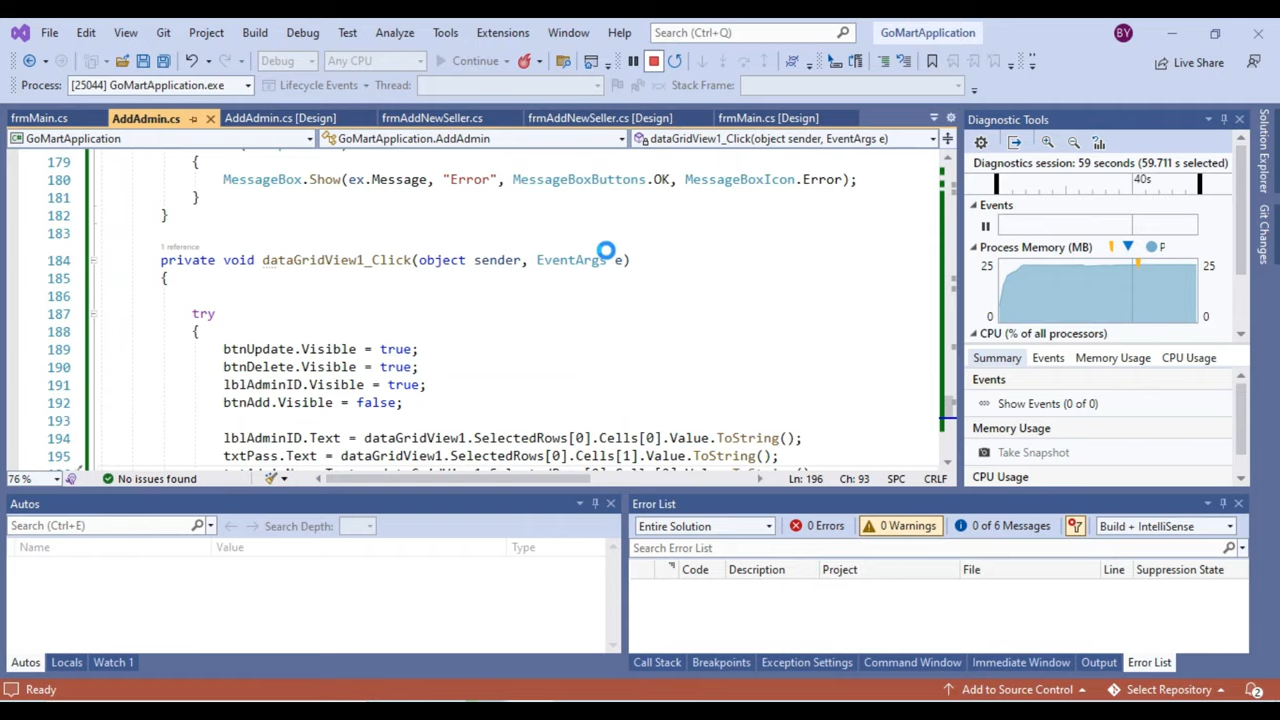 File Edit View Git Project Build Debug Test Analyze Tools Extensions Window Help Search (Ctrl+Q) GoMartApplication BY
Debug Any CPU Continue Live Share
Process: [25044] GoMartApplication.exe Lifecycle Events Thread: Stack Frame:
frmMain.cs AddAdmin.cs AddAdmin.cs [Design] frmAddNewSeller.cs frmAddNewSeller.cs [Design] frmMain.cs [Design]
GoMartApplication GoMartApplication.AddAdmin dataGridView1_Click(object sender, EventArgs e)
179 {
180 MessageBox.Show(ex.Message, "Error", MessageBoxButtons.OK, MessageBoxIcon.Error);
181 }
182 }
183
1 reference
184 private void dataGridView1_Click(object sender, EventArgs e)
185 {
186
187 try
188 {
189 btnUpdate.Visible = true;
190 btnDelete.Visible = true;
191 lblAdminID.Visible = true;
192 btnAdd.Visible = false;
193
194 lblAdminID.Text = dataGridView1.SelectedRows[0].Cells[0].Value.ToString();
195 txtPass.Text = dataGridView1.SelectedRows[0].Cells[1].Value.ToString();
76 % No issues found Ln: 196 Ch: 93 SPC CRLF
Diagnostic Tools
Diagnostics session: 59 seconds (59.711 s selected)
40s
Events
Process Memory (MB) P
25 25
0 0
CPU (% of all processors)
Summary Events Memory Usage CPU Usage
Events
Show Events (0 of 0)
Memory Usage
Take Snapshot
CPU Usage
Solution Explorer
Git Changes
Autos
Search (Ctrl+E) Search Depth:
Name Value Type
Autos Locals Watch 1
Error List
Entire Solution 0 Errors 0 Warnings 0 of 6 Messages Build + IntelliSense
Search Error List
Code Description Project File Line Suppression State
Call Stack Breakpoints Exception Settings Command Window Immediate Window Output Error List
Ready Add to Source Control Select Repository 2